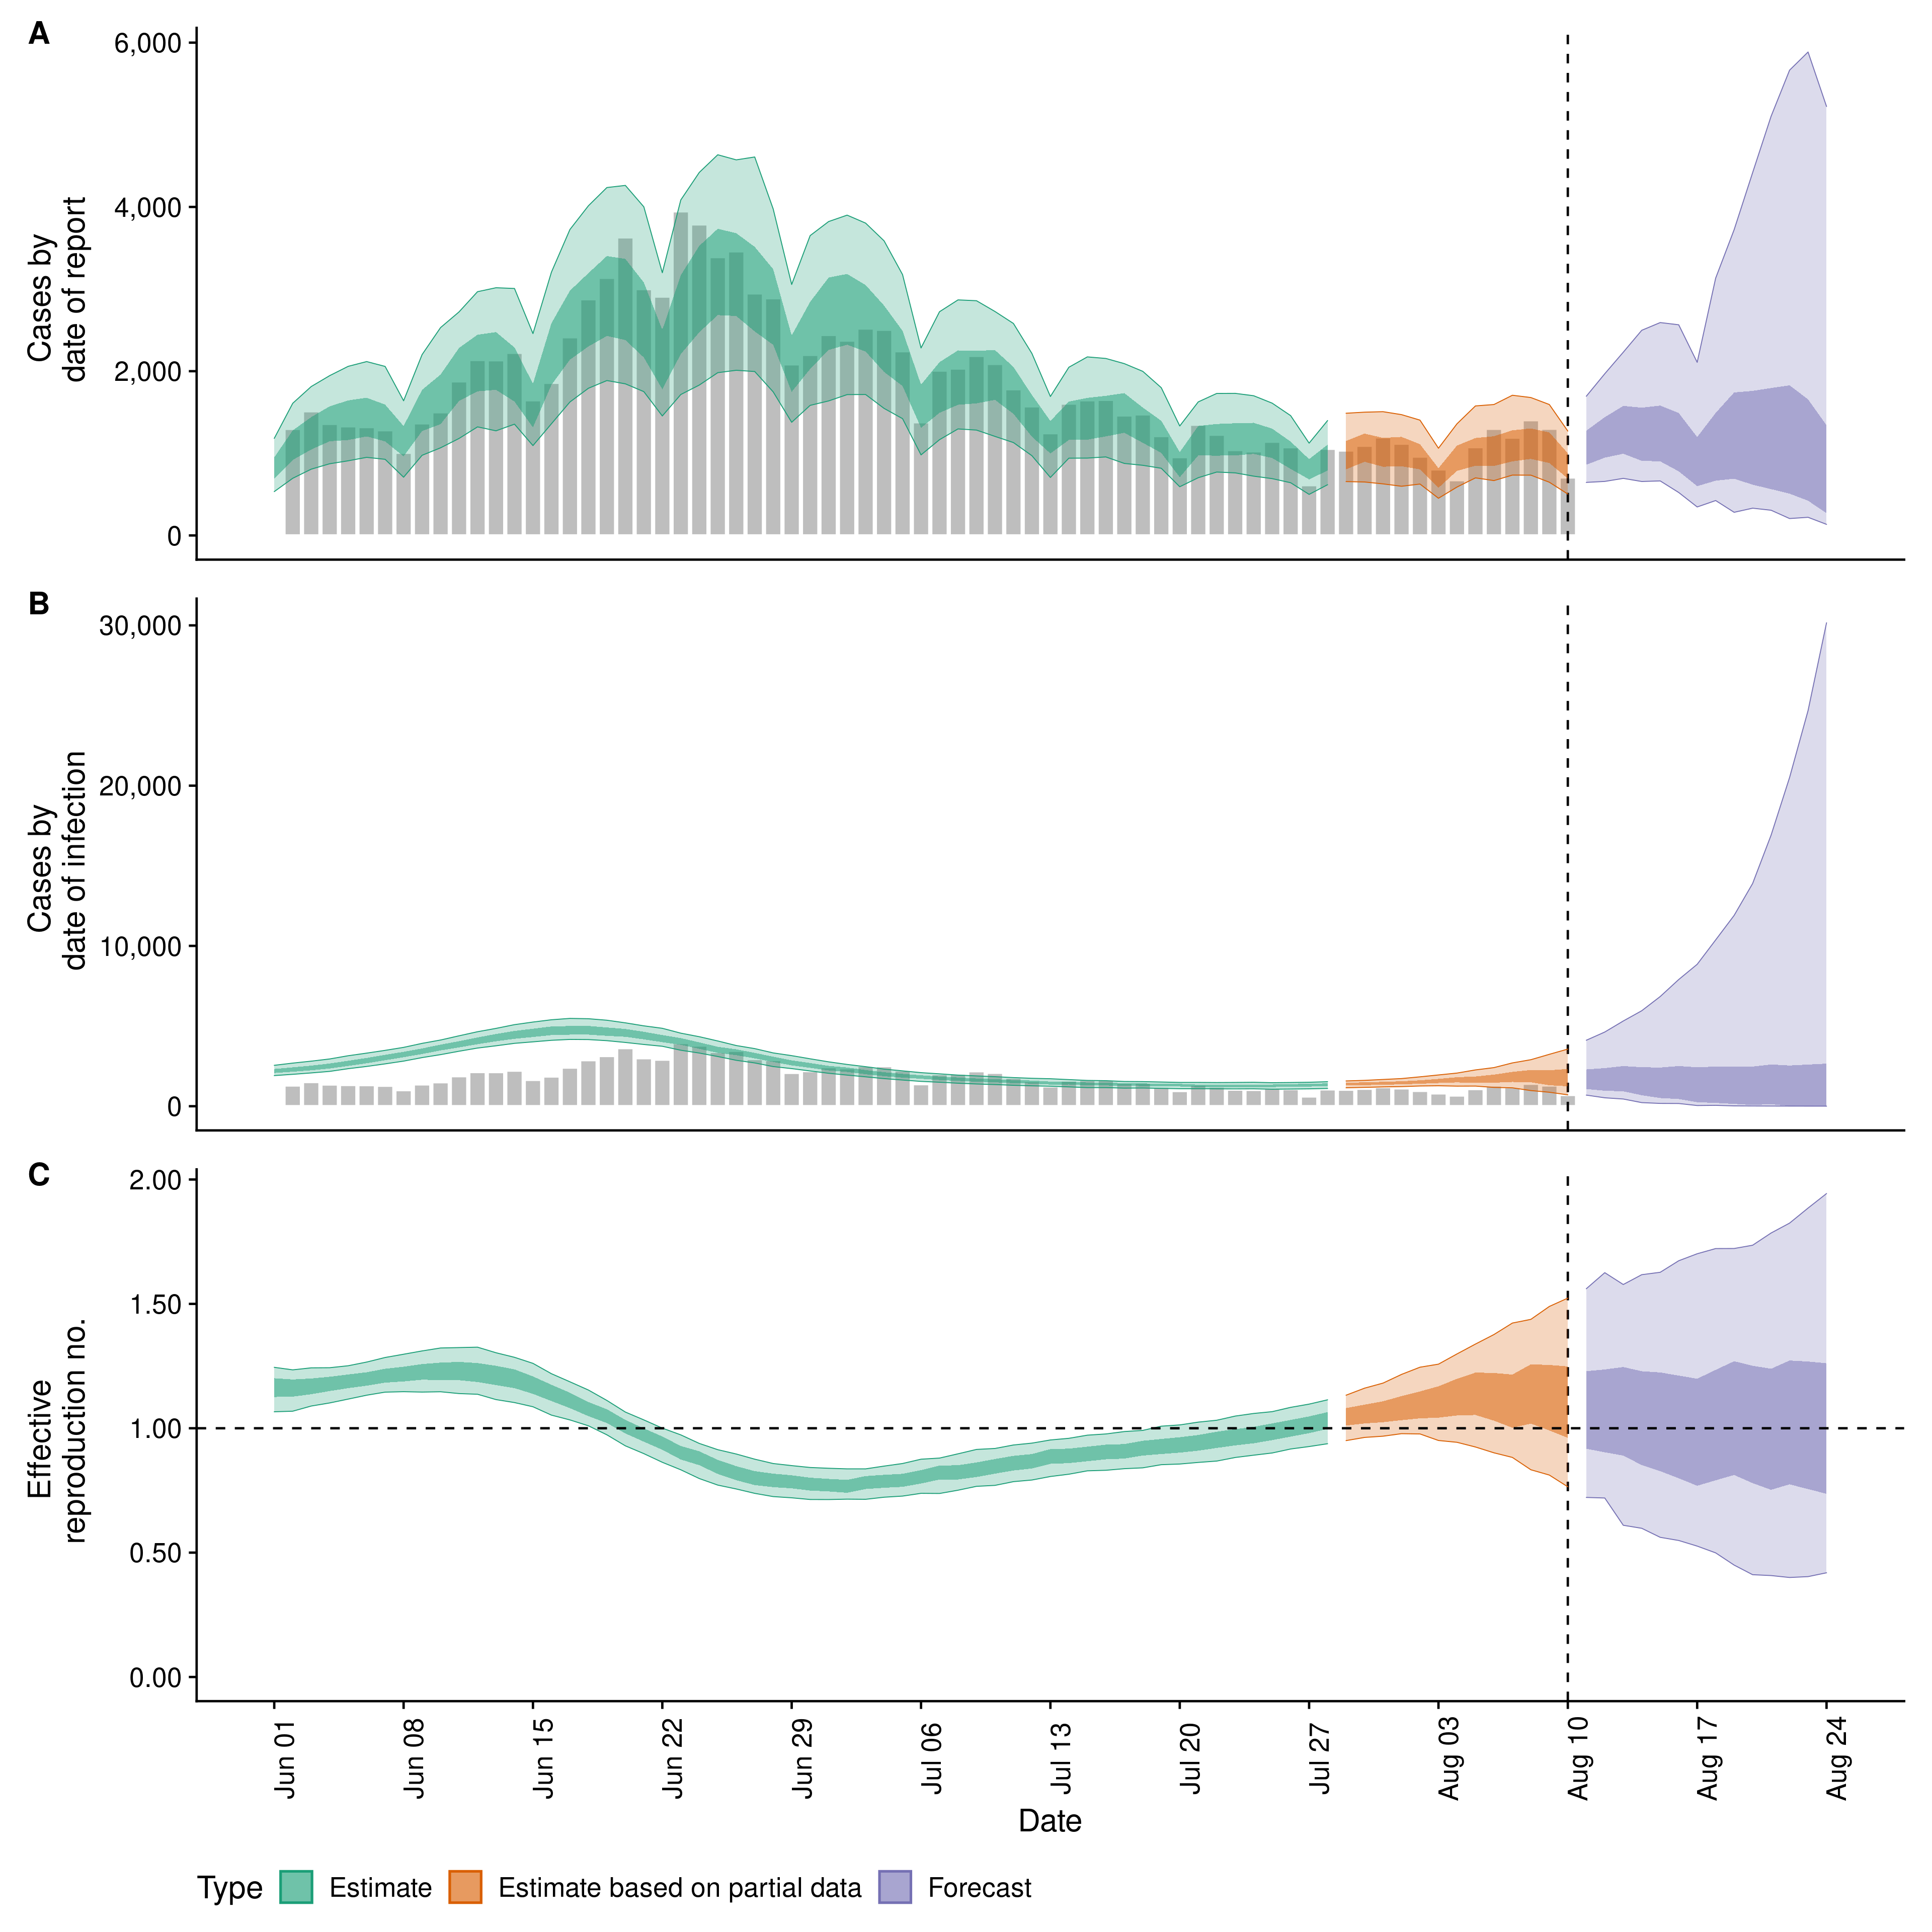 A
6,000
4,000
2,000
0
Cases by
date of report
B
30,000
20,000
10,000
0
Cases by
date of infection
C
2.00
1.50
1.00
0.50
0.00
Effective
reproduction no.
Jun 01
Jun 08
Jun 15
Jun 22
Jun 29
Jul 06
Jul 13
Jul 20
Jul 27
Aug 03
Aug 10
Aug 17
Aug 24
Date
Type Estimate Estimate based on partial data Forecast